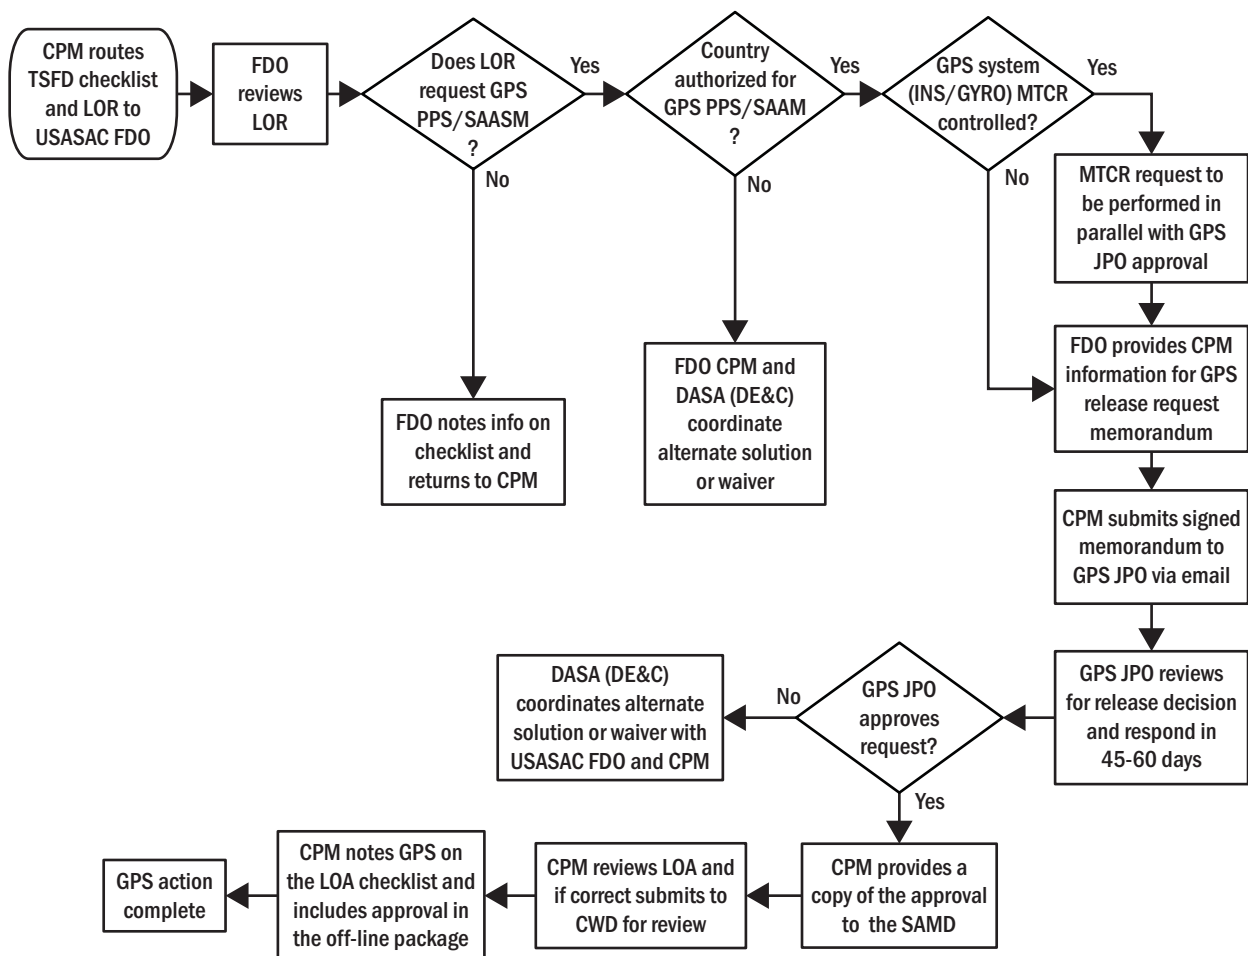 CPM routes
TSFD checklist
and LOR to
USASAC FDO
FDO
reviews
LOR
Does LOR
request GPS
PPS/SAASM
?
Yes
No
Country
authorized for
GPS PPS/SAAM
?
Yes
No
GPS system
(INS/GYRO) MTCR
controlled?
Yes
No
MTCR request to
be performed in
parallel with GPS
JPO approval
FDO notes info on
checklist and
returns to CPM
FDO CPM and
DASA (DE&C)
coordinate
alternate solution
or waiver
FDO provides CPM
information for GPS
release request
memorandum
CPM submits signed
memorandum to
GPS JPO via email
GPS JPO reviews
for release decision
and respond in
45-60 days
GPS JPO
approves
request?
No
Yes
DASA (DE&C)
coordinates alternate
solution or waiver with
USASAC FDO and CPM
CPM provides a
copy of the approval
to the SAMD
CPM reviews LOA and
if correct submits to
CWD for review
CPM notes GPS on
the LOA checklist and
includes approval in
the off-line package
GPS action
complete